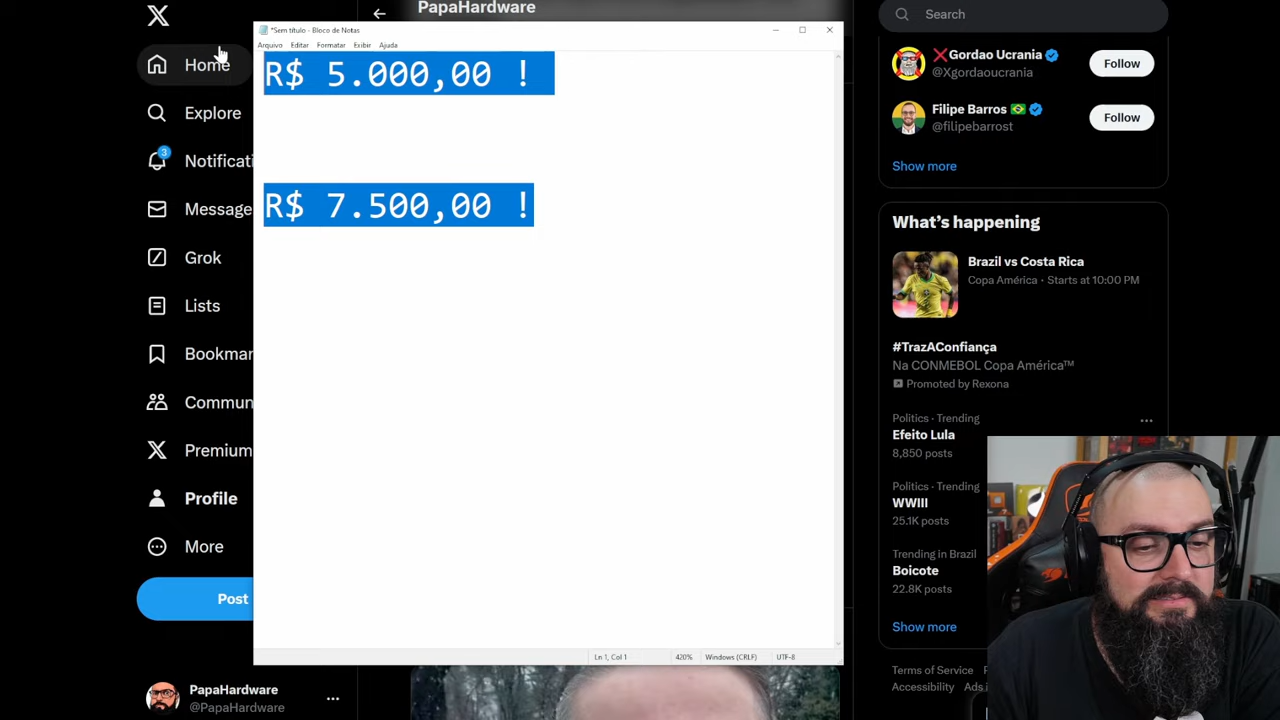 PapaHardware
*Sem título - Bloco de Notas
Arquivo Editar Formatar Exibir Ajuda
R$ 5.000,00 !
R$ 7.500,00 !
Ln 1, Col 1 420% Windows (CRLF) UTF-8
Home
Explore
3
Notificati
Message
Grok
Lists
Bookmar
Commun
Premium
Profile
More
Post
PapaHardware
@PapaHardware
Search
Gordao Ucrania
@Xgordaoucrania
Follow
Filipe Barros
@filipebarrost
Follow
Show more
What's happening
Brazil vs Costa Rica
Copa América · Starts at 10:00 PM
#TrazAConfiança
Na CONMEBOL Copa América™
Promoted by Rexona
Politics · Trending
Efeito Lula
8,850 posts
Politics · Trending
WWIII
25.1K posts
Trending in Brazil
Boicote
22.8K posts
Show more
Terms of Service
Accessibility Ads i